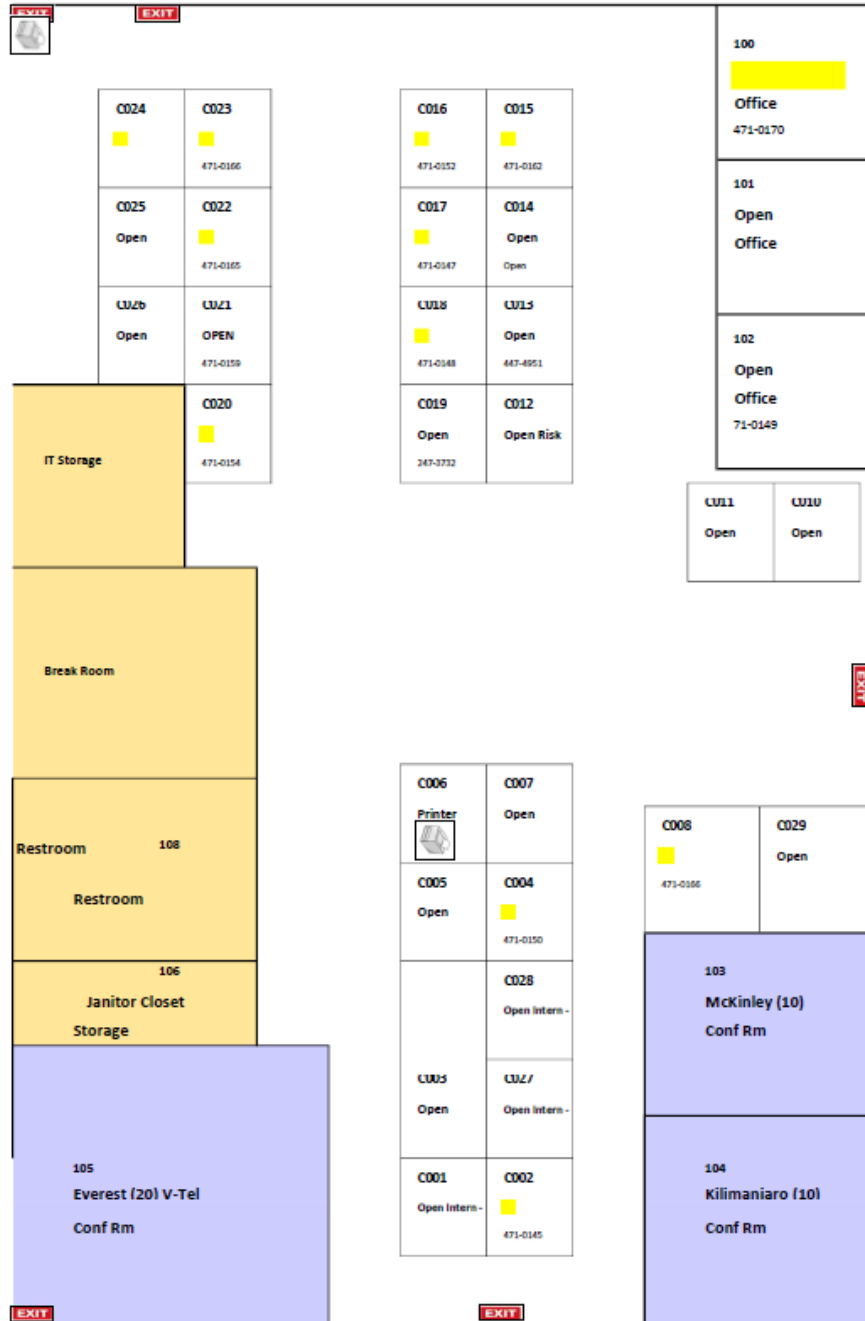 EXIT
EXIT
100
Office
471-0170
C024
C023
471-0166
C016
471-0152
C015
471-0162
101
Open
Office
C025
Open
C022
471-0165
C017
471-0147
C014
Open
Open
C026
Open
C021
OPEN
471-0159
C018
471-0148
C013
Open
447-4951
102
Open
Office
71-0149
C020
471-0154
C019
Open
247-3732
C012
Open Risk
IT Storage
C011
Open
C010
Open
Break Room
EXIT
C006
Printer
C007
Open
C008
471-0166
C029
Open
Restroom
108
Restroom
C005
Open
C004
471-0150
106
Janitor Closet
Storage
C028
Open Intern -
103
McKinley (10)
Conf Rm
C003
Open
C027
Open Intern -
105
Everest (20) V-Tel
Conf Rm
C001
Open Intern -
C002
471-0145
104
Kilimaniaro (10)
Conf Rm
EXIT
EXIT